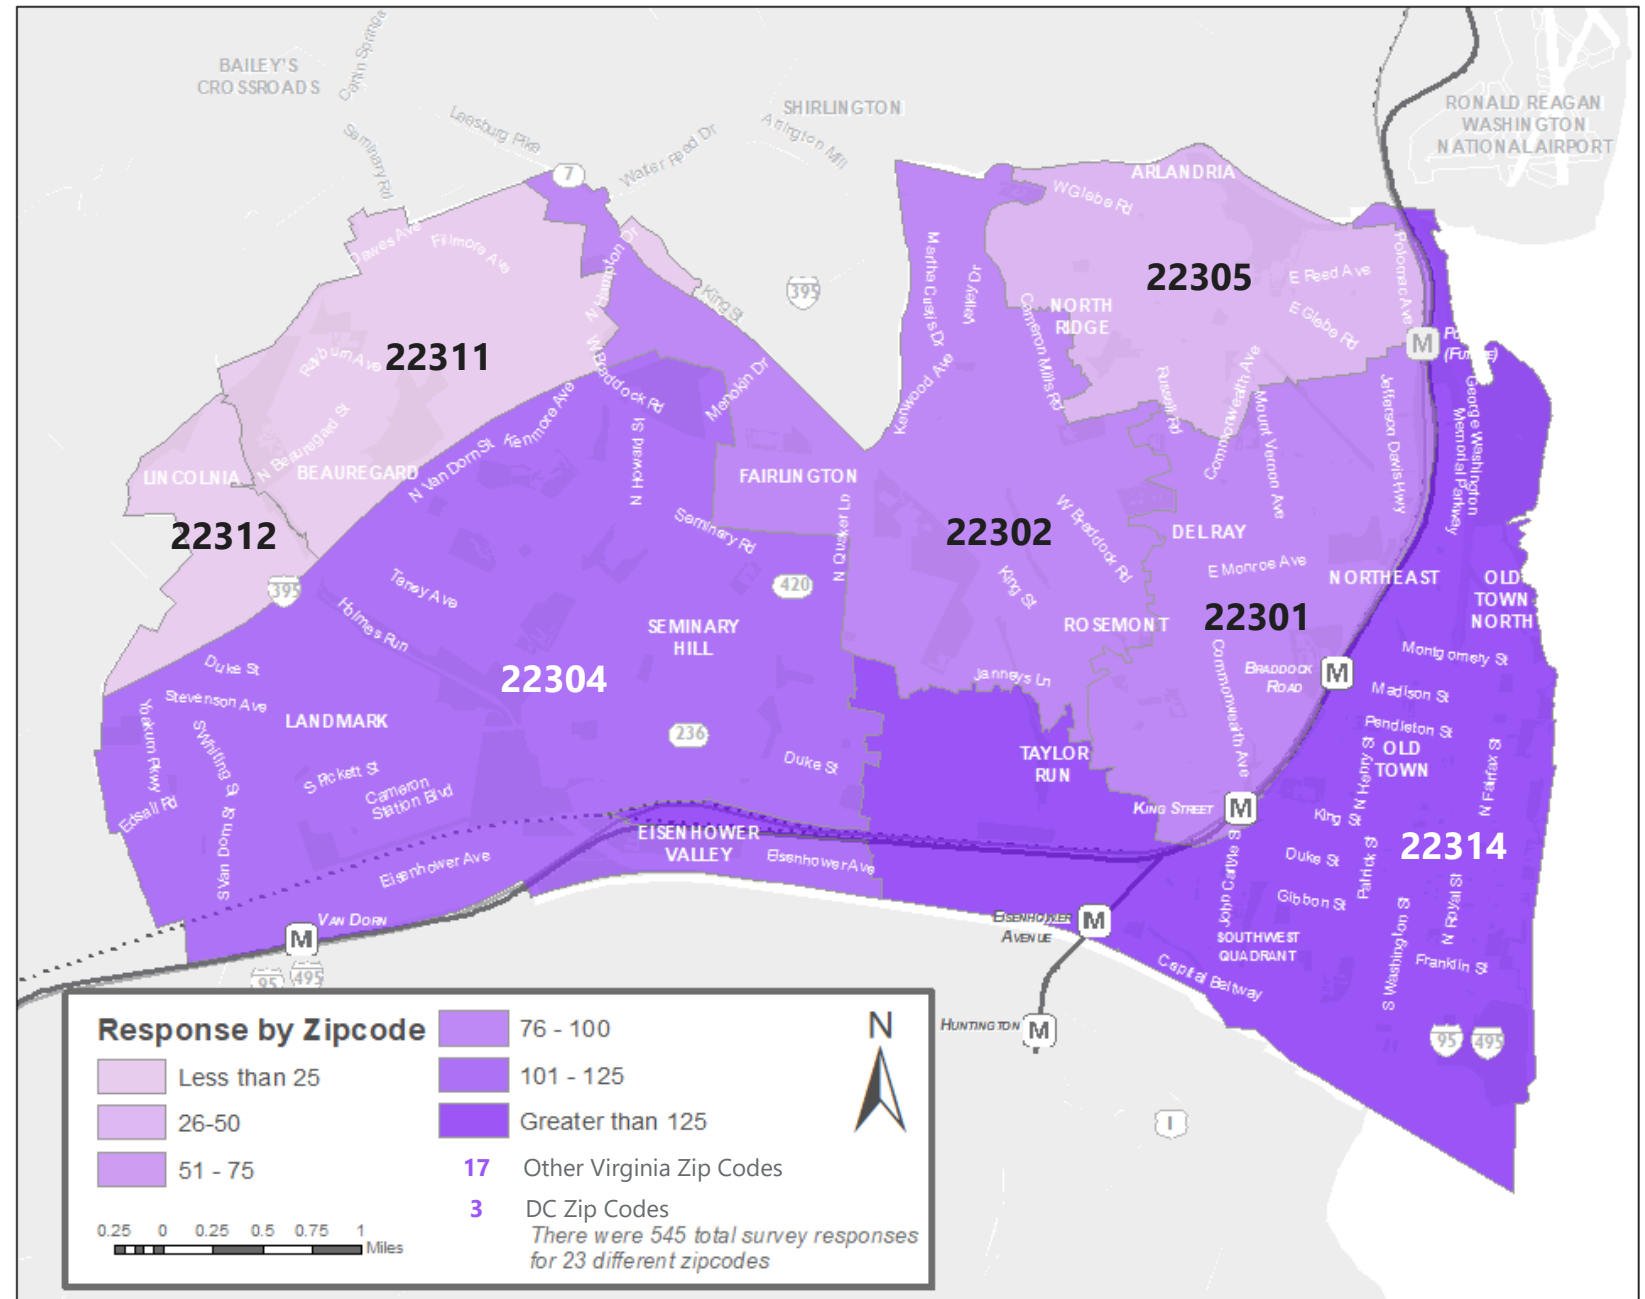 BAILEY'S
CROSSROADS
Seminary Rd
Leesburg Pike
7
Walter Reed Dr
SHIRLINGTON
Arlington Mill
RONALD REAGAN
WASHINGTON
NATIONAL AIRPORT
ARLANDRIA
W Glebe Rd
Dawes Ave
Fillmore Ave
N Hampton Dr
King St
395
Martha Custis Dr
Valley Dr
22305
E Reed Ave
Potomac Ave
NORTH
RIDGE
E Glebe Rd
Cameron Mills Rd
M
(Future)
22311
Rayburn Ave
W Braddock Rd
Menokin Dr
Kenwood Ave
Russell Rd
Commonwealth Ave
Mount Vernon Ave
Jefferson Davis Hwy
George Washington
Memorial Parkway
N Beauregard St
Kenmore Ave
LINCOLNIA
BEAUREGARD
N Van Dorn St
N Howard St
FAIRLINGTON
22312
Seminary Rd
N Quaker Ln
22302
W Braddock Rd
DEL RAY
395
Taney Ave
420
King St
E Monroe Ave
NORTHEAST
OLD
TOWN
NORTH
Holmes Run
SEMINARY
HILL
ROSEMONT
22301
Duke St
22304
Janneys Ln
Commonwealth Ave
BRADDOCK
ROAD
M
Montgomery St
Stevenson Ave
Madison St
Yoakum Pkwy
S Whiting St
LANDMARK
236
Pendleton St
Duke St
TAYLOR
RUN
OLD
TOWN
N Henry St
N Fairfax St
S Pickett St
Cameron
Station Blvd
Edsall Rd
KING STREET
M
King St
S Van Dorn St
EISENHOWER
VALLEY
22314
Eisenhower Ave
Eisenhower Ave
John Carlyle St
Duke St
Patrick St
Gibbon St
N Royal St
VAN DORN
M
EISENHOWER
AVENUE
M
SOUTHWEST
QUADRANT
S Washington St
Franklin St
Capital Beltway
95
495
HUNTINGTON
M
95
495
1
Response by Zipcode
Less than 25
26-50
51 - 75
76 - 100
101 - 125
Greater than 125
17 Other Virginia Zip Codes
3 DC Zip Codes
There were 545 total survey responses
for 23 different zipcodes
N
0.25 0 0.25 0.5 0.75 1
Miles